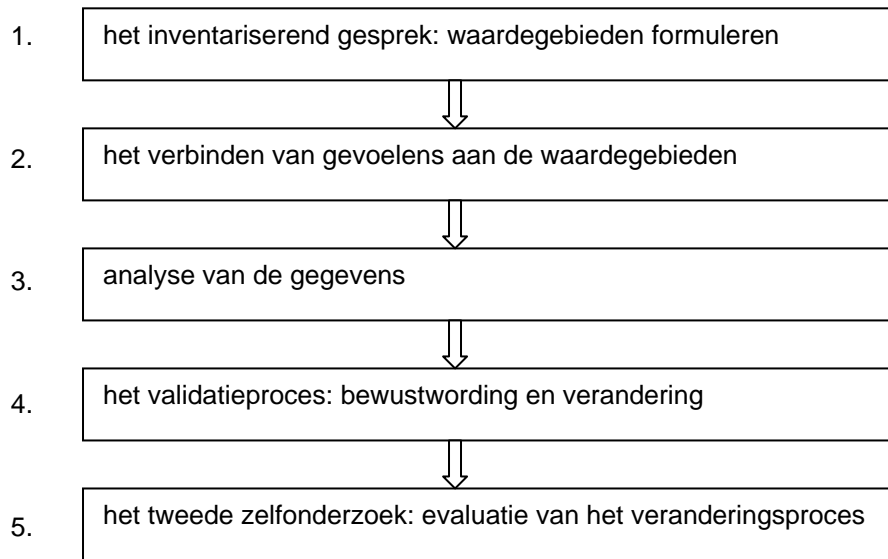 1. het inventariserend gesprek: waardegebieden formuleren
2. het verbinden van gevoelens aan de waardegebieden
3. analyse van de gegevens
4. het validatieproces: bewustwording en verandering
5. het tweede zelfonderzoek: evaluatie van het veranderingsproces